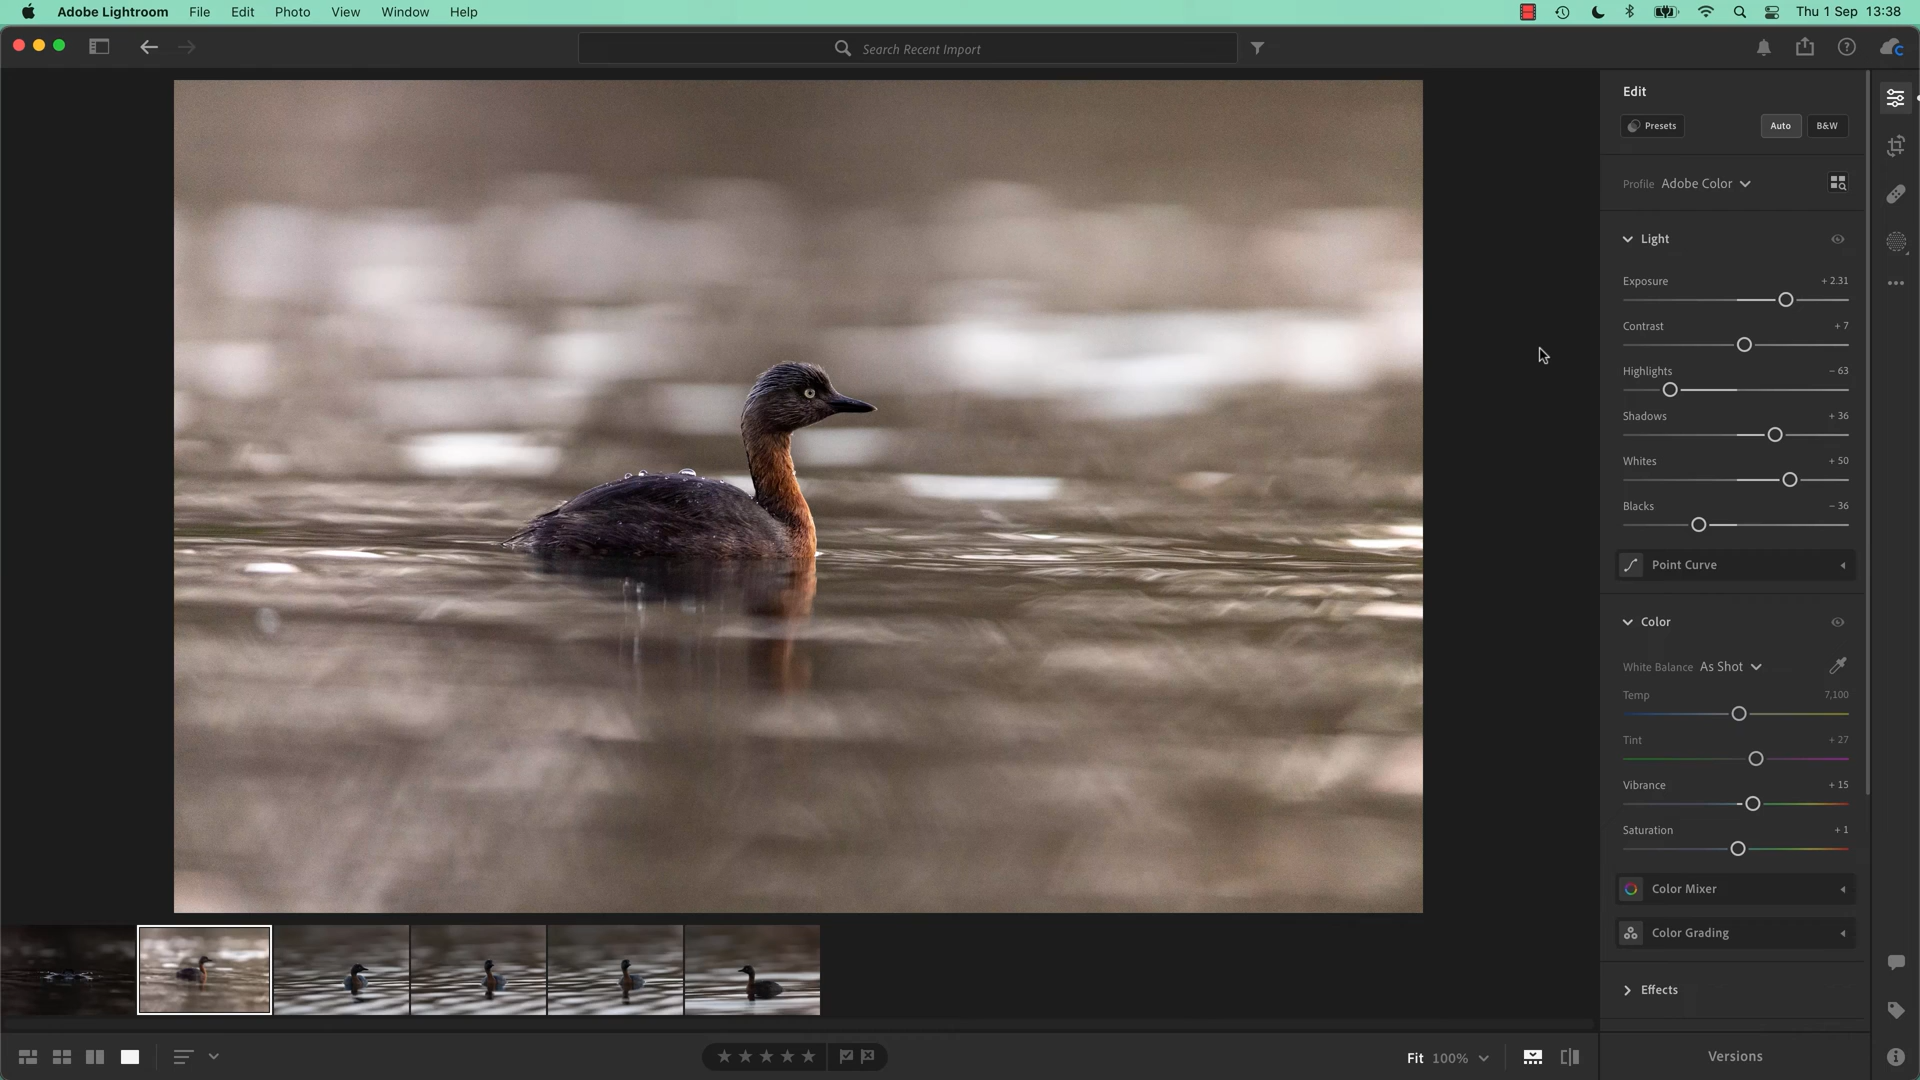 Adobe Lightroom File Edit Photo View Window Help Thu 1 Sep 13:38
Search Recent Import
Edit
Presets Auto B&W
Profile Adobe Color
Light
Exposure + 2.31
Contrast + 7
Highlights − 63
Shadows + 36
Whites + 50
Blacks − 36
Point Curve
Color
White Balance As Shot
Temp 7,100
Tint + 27
Vibrance + 15
Saturation + 1
Color Mixer
Color Grading
Effects
Fit 100% Versions